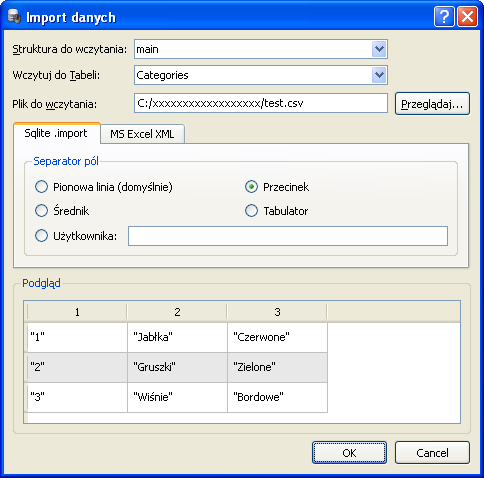 Import danych
Struktura do wczytania: main
Wczytuj do Tabeli: Categories
Plik do wczytania: C:/xxxxxxxxxxxxxxxxxx/test.csv Przeglądaj...
Sqlite .import MS Excel XML
Separator pól
Pionowa linia (domyślnie) Przecinek
Średnik Tabulator
Użytkownika:
Podgląd
1 2 3
"1" "Jabłka" "Czerwone"
"2" "Gruszki" "Zielone"
"3" "Wiśnie" "Bordowe"
OK Cancel